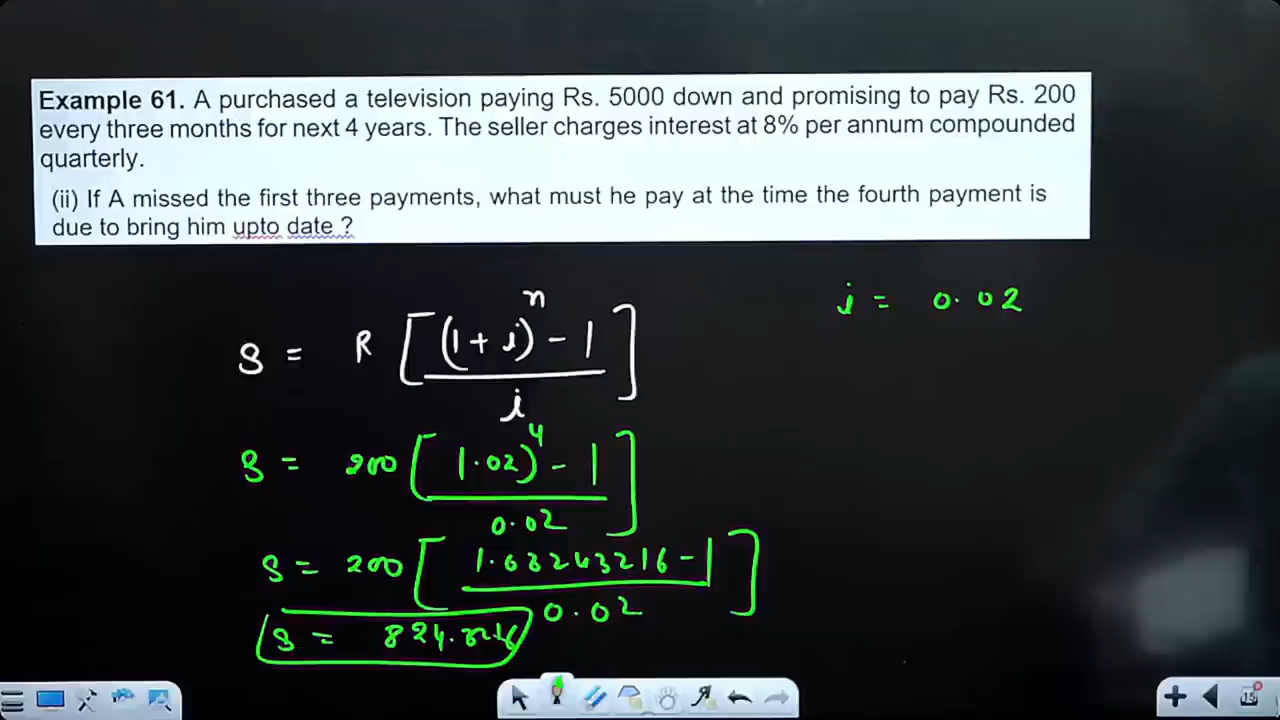 Example 61. A purchased a television paying Rs. 5000 down and promising to pay Rs. 200
every three months for next 4 years. The seller charges interest at 8% per annum compounded
quarterly.
(ii) If A missed the first three payments, what must he pay at the time the fourth payment is
due to bring him upto date ?
i = 0.02
S = R [ (1 + i)^n - 1 / i ]
S = 200 [ 1.02)^4 - 1 / 0.02 ]
S = 200 [ 1.08243216 - 1 / 0.02 ]
S =
15